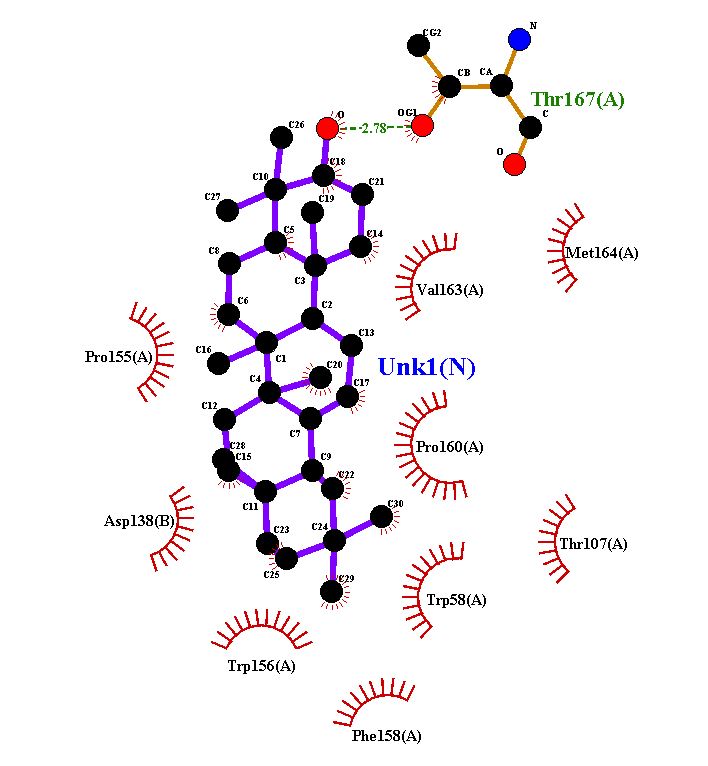 N
CG2
CB
CA
Thr167(A)
O
2.78
OG1
C
C26
O
C18
C10
C21
C27
C19
C5
C14
C8
C3
Met164(A)
Val163(A)
C6
C2
C13
C16
C1
Pro155(A)
C20
Unk1(N)
C4
C17
C12
C7
C28
C15
Pro160(A)
C9
C22
C11
C30
Asp138(B)
C23
C24
Thr107(A)
C25
C29
Trp58(A)
Trp156(A)
Phe158(A)